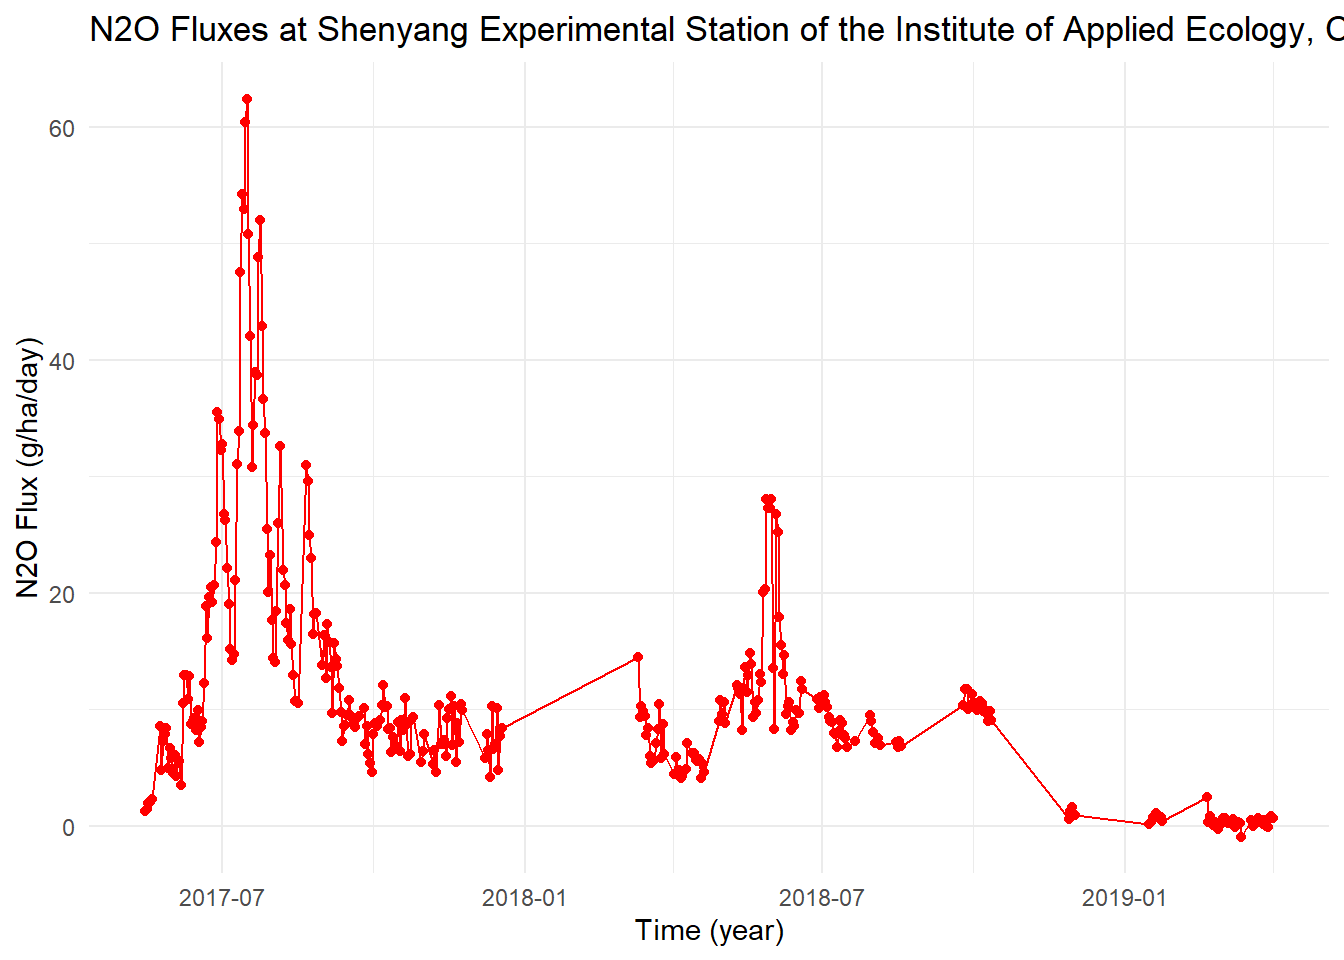 N2O Fluxes at Shenyang Experimental Station of the Institute of Applied Ecology, C
60
40
20
0
N2O Flux (g/ha/day)
2017-07
2018-01
2018-07
2019-01
Time (year)